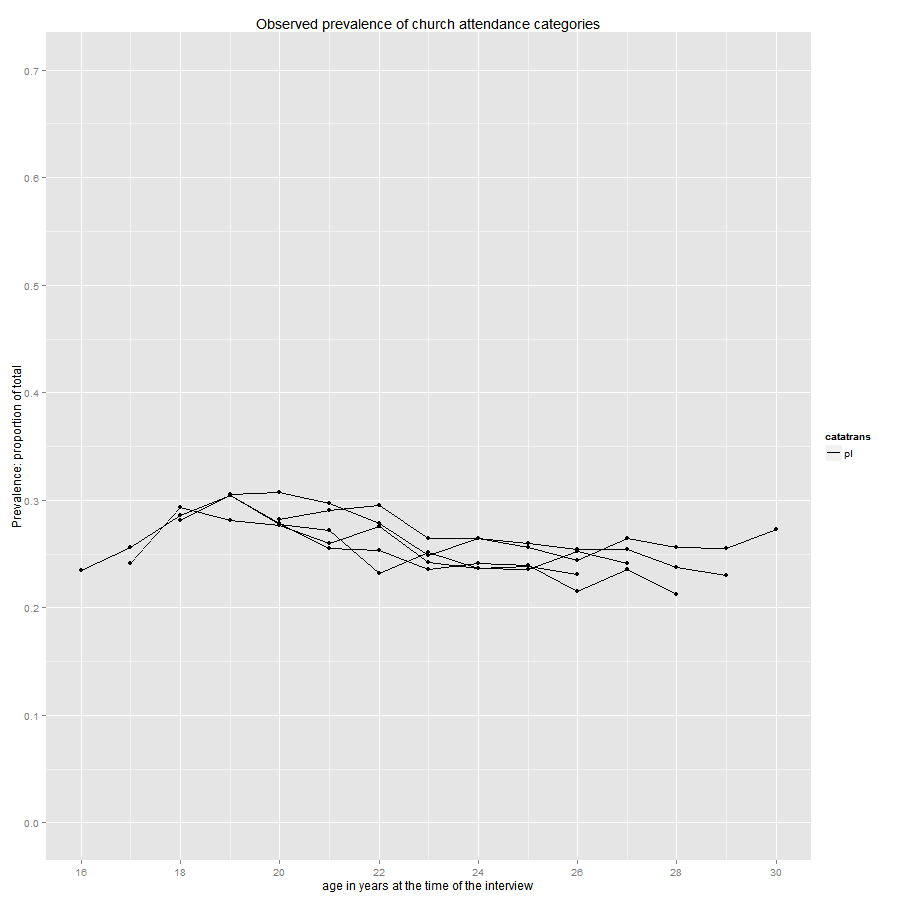 Observed prevalence of church attendance categories
Prevalence: proportion of total
0.7
0.6
0.5
0.4
0.3
0.2
0.1
0.0
16 18 20 22 24 26 28 30
age in years at the time of the interview
catatrans
pl